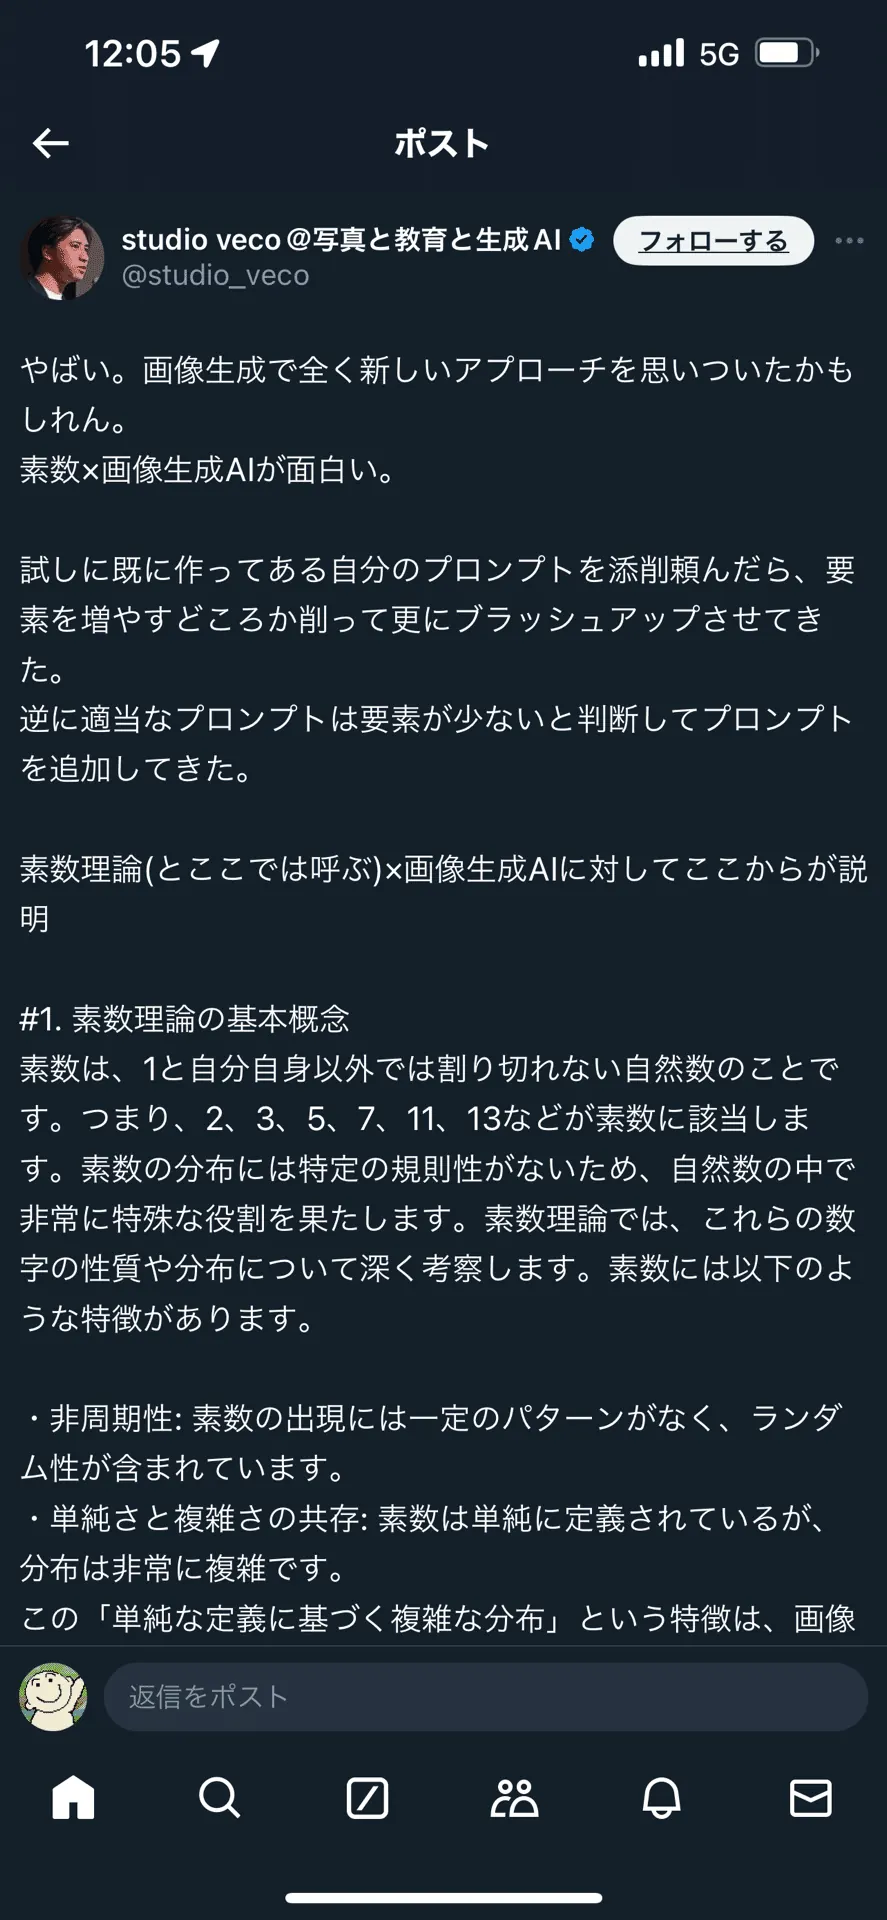 12:05
5G
ポスト
studio veco@写真と教育と生成AI
フォローする
@studio_veco
やばい。画像生成で全く新しいアプローチを思いついたかも
しれん。
素数×画像生成AIが面白い。
試しに既に作ってある自分のプロンプトを添削頼んだら、要
素を増やすどころか削って更にブラッシュアップさせてき
た。
逆に適当なプロンプトは要素が少ないと判断してプロンプト
を追加してきた。
素数理論(とここでは呼ぶ)×画像生成AIに対してここからが説
明
#1. 素数理論の基本概念
素数は、1と自分自身以外では割り切れない自然数のことで
す。つまり、2、3、5、7、11、13などが素数に該当しま
す。素数の分布には特定の規則性がないため、自然数の中で
非常に特殊な役割を果たします。素数理論では、これらの数
字の性質や分布について深く考察します。素数には以下のよ
うな特徴があります。
・非周期性: 素数の出現には一定のパターンがなく、ランダ
ム性が含まれています。
・単純さと複雑さの共存: 素数は単純に定義されているが、
分布は非常に複雑です。
この「単純な定義に基づく複雑な分布」という特徴は、画像
返信をポスト